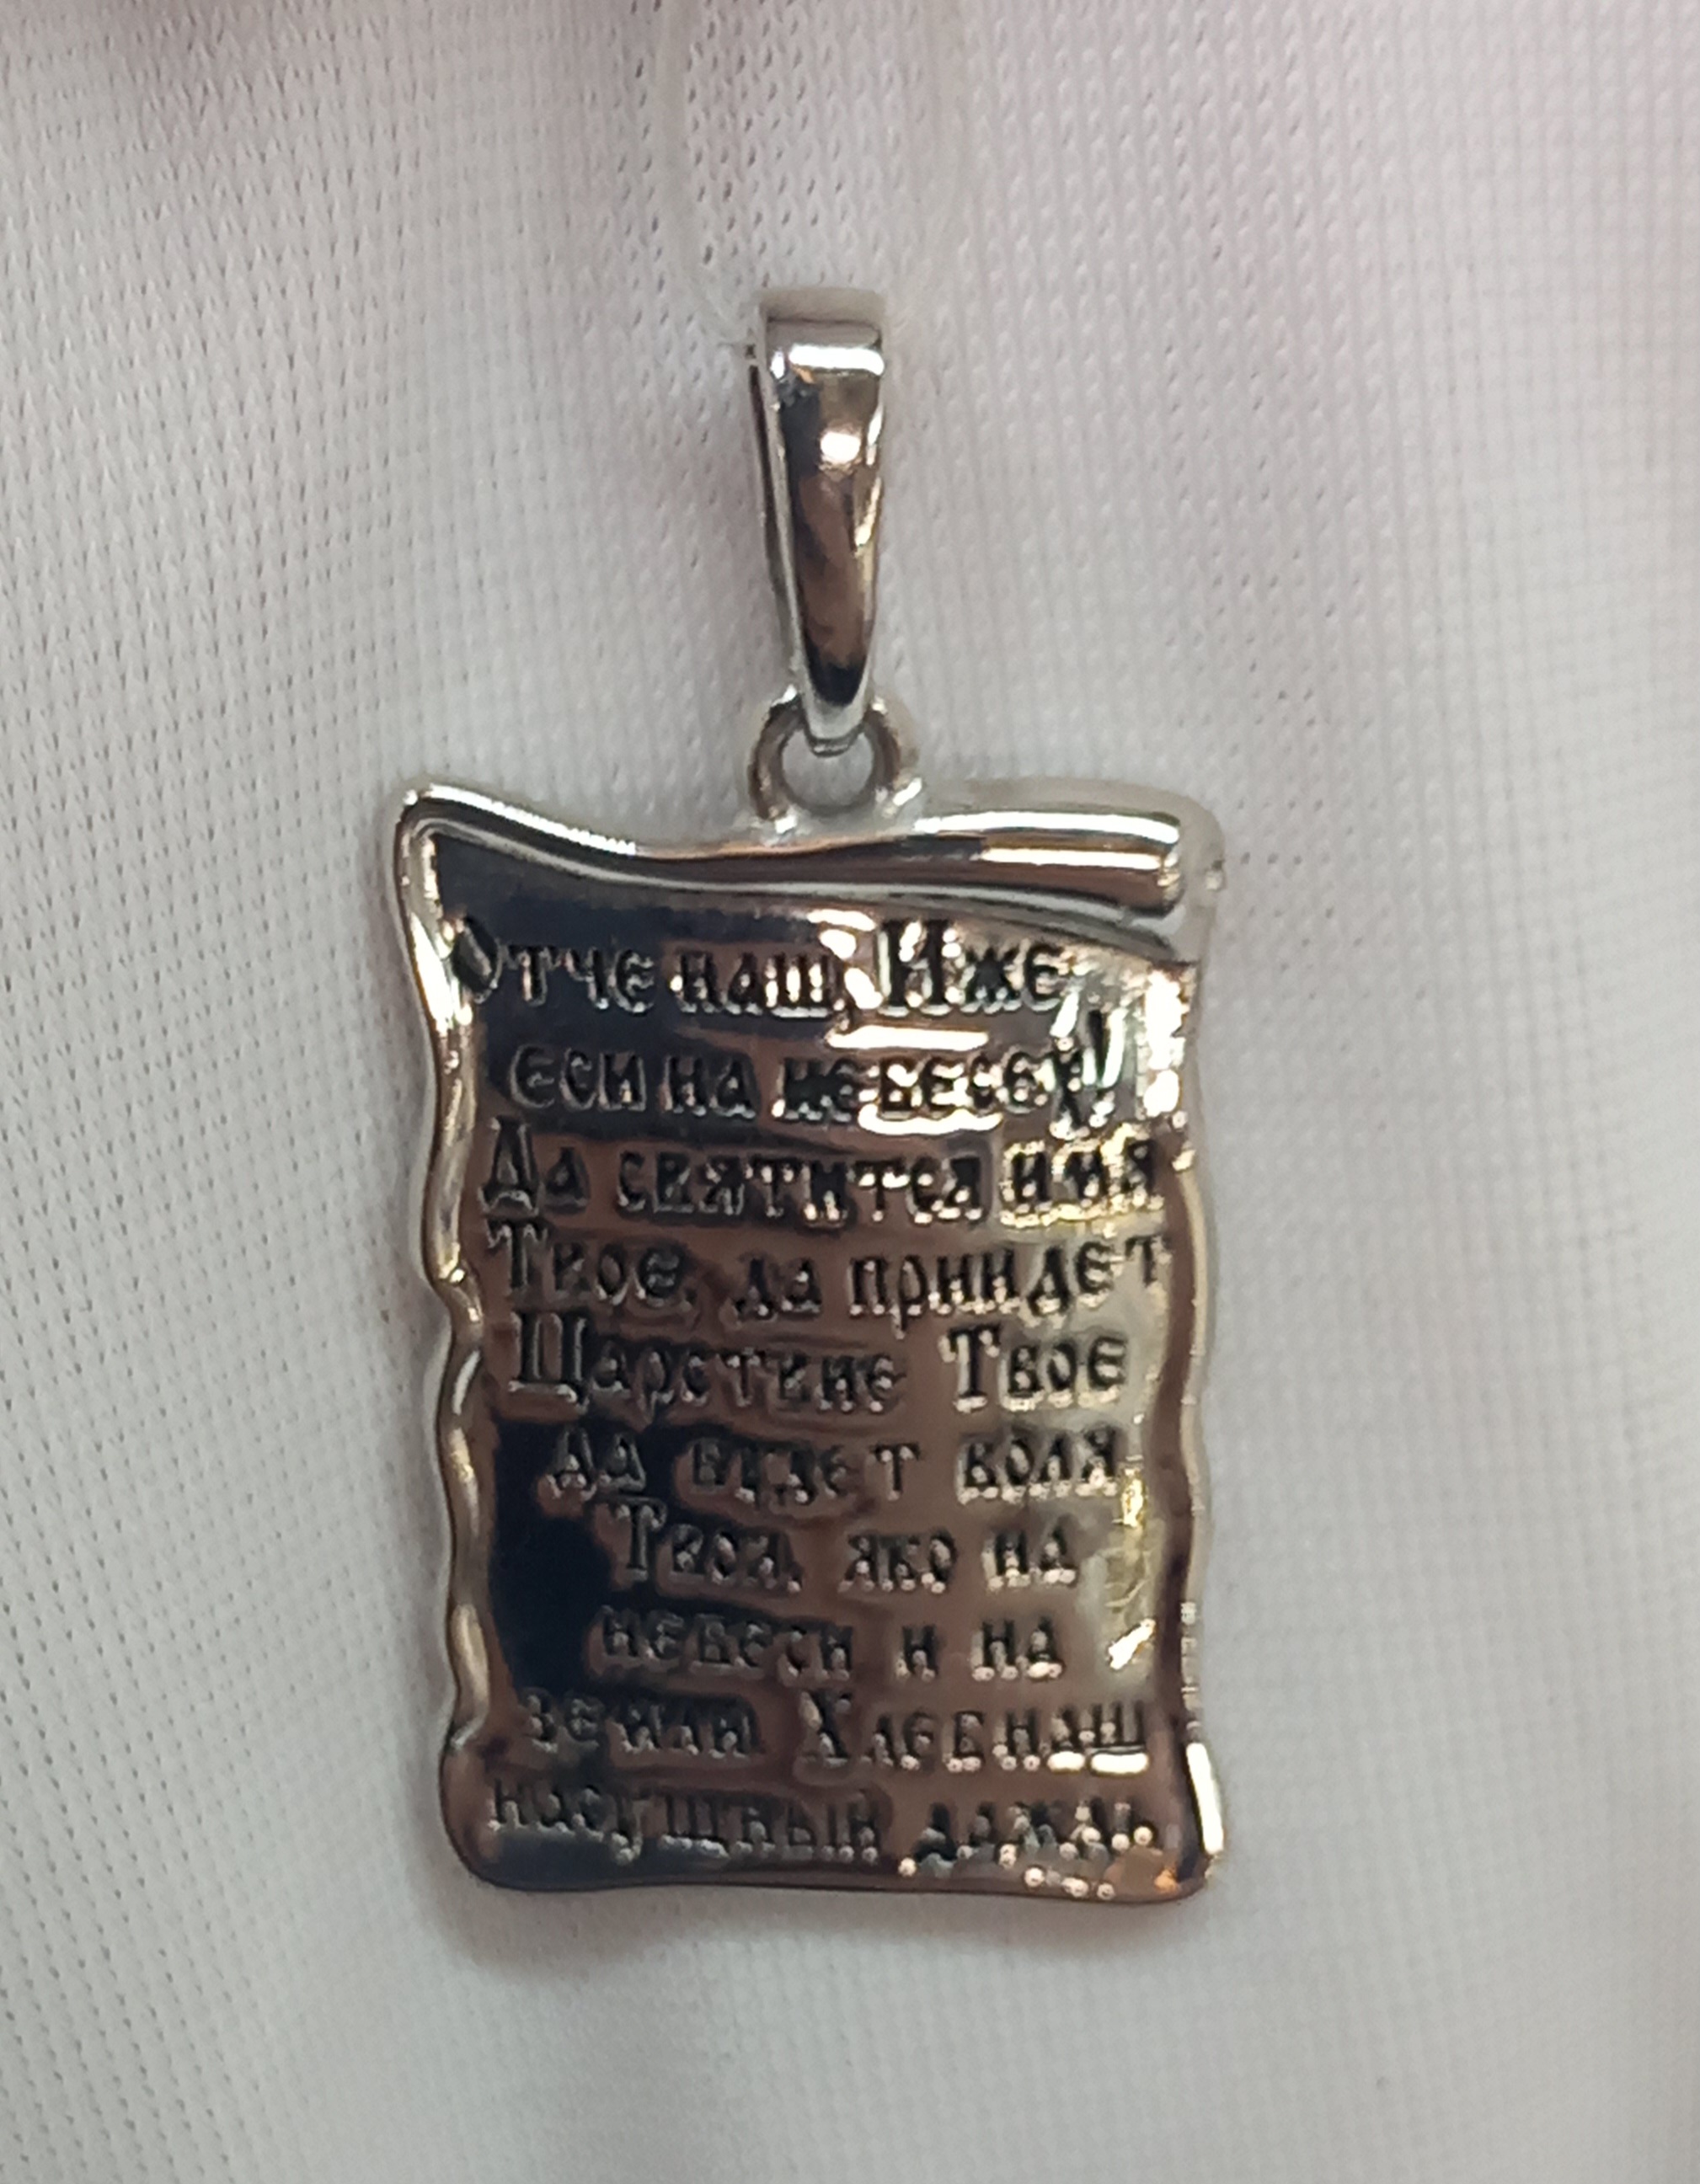 Отче наш, Иже
еси на небесех!
Да святится имя
Твое, да приидет
Царствие Твое
да будет воля
Твоя, яко на
небеси и на
земли Хлеб наш
насущный даждь